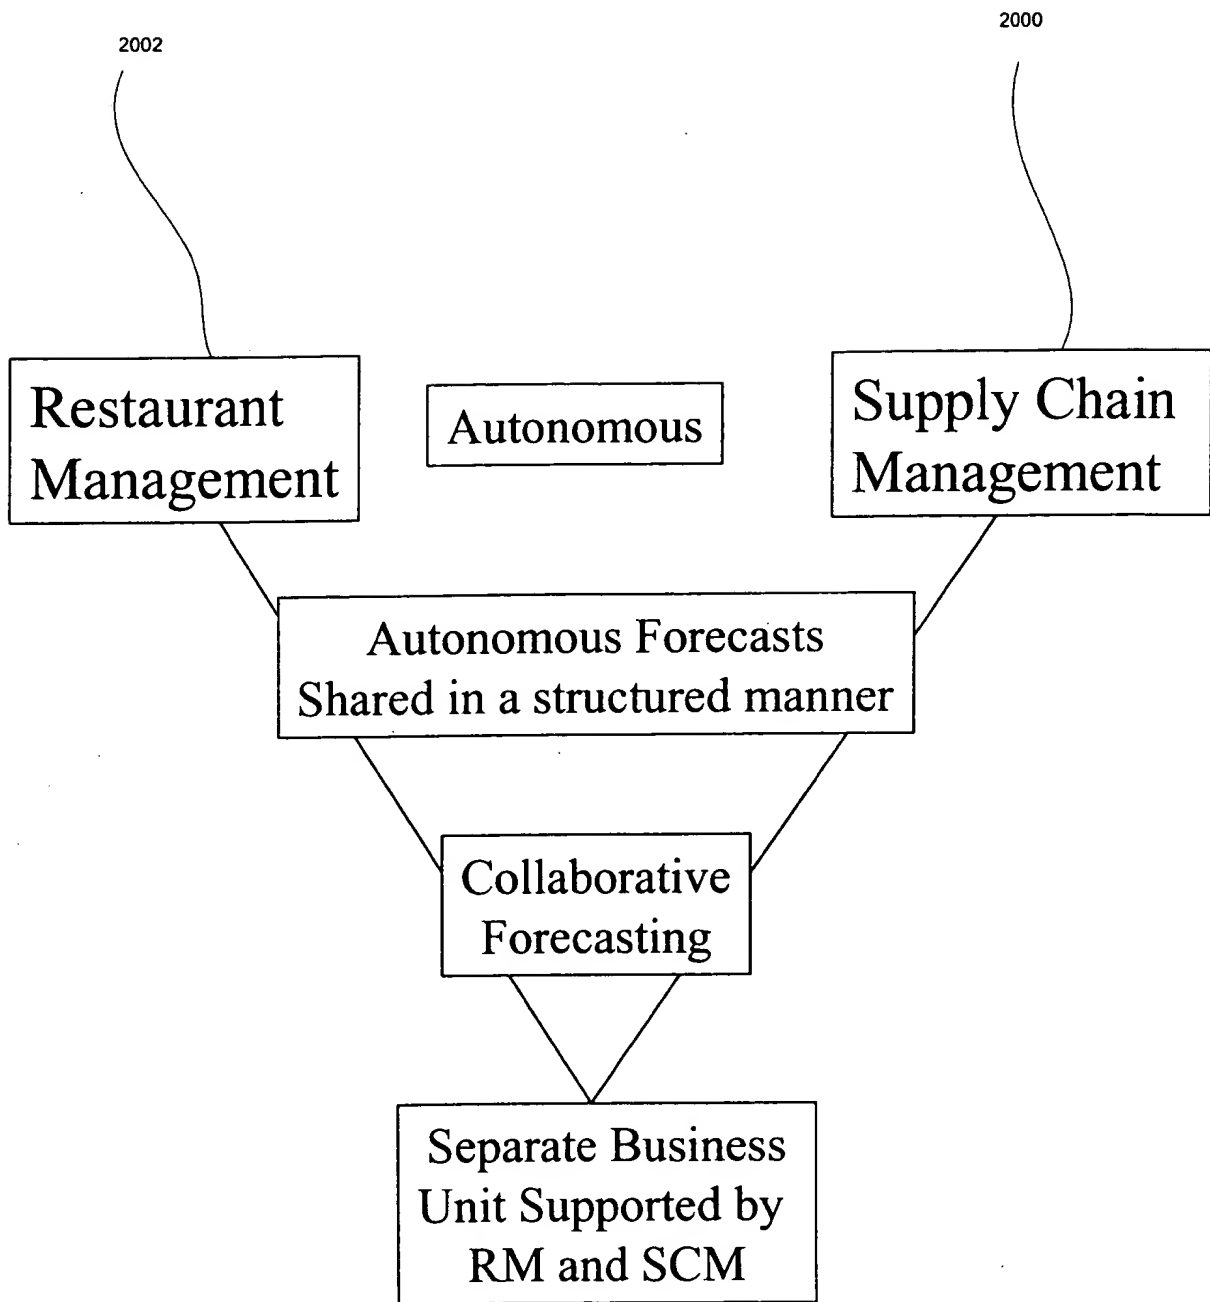 2002
2000
Restaurant
Management
Autonomous
Supply Chain
Management
Autonomous Forecasts
Shared in a structured manner
Collaborative
Forecasting
Separate Business
Unit Supported by
RM and SCM